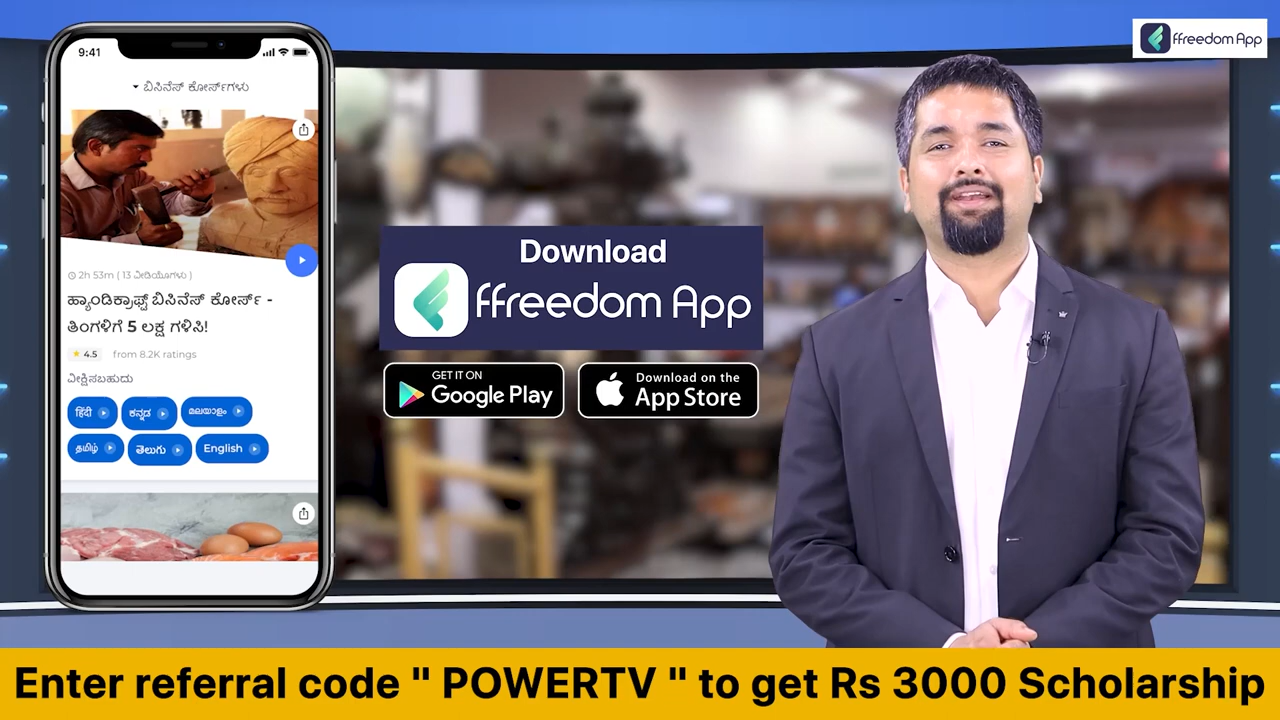 9:41
ಬಿಸಿನೆಸ್ ಕೋರ್ಸ್‌ಗಳು
2h 53m ( 13 ವೀಡಿಯೊಗಳು )
ಹ್ಯಾಂಡಿಕ್ರಾಫ್ಟ್ ಬಿಸಿನೆಸ್ ಕೋರ್ಸ್ -
ತಿಂಗಳಿಗೆ 5 ಲಕ್ಷ ಗಳಿಸಿ!
4.5 from 8.2K ratings
ವೀಕ್ಷಿಸಬಹುದು
हिंदी ಕನ್ನಡ മലയാളം
தமிழ் తెలుగు English
Download
ffreedom App
GET IT ON
Google Play
Download on the
App Store
ffreedom App
Enter referral code " POWERTV " to get Rs 3000 Scholarship